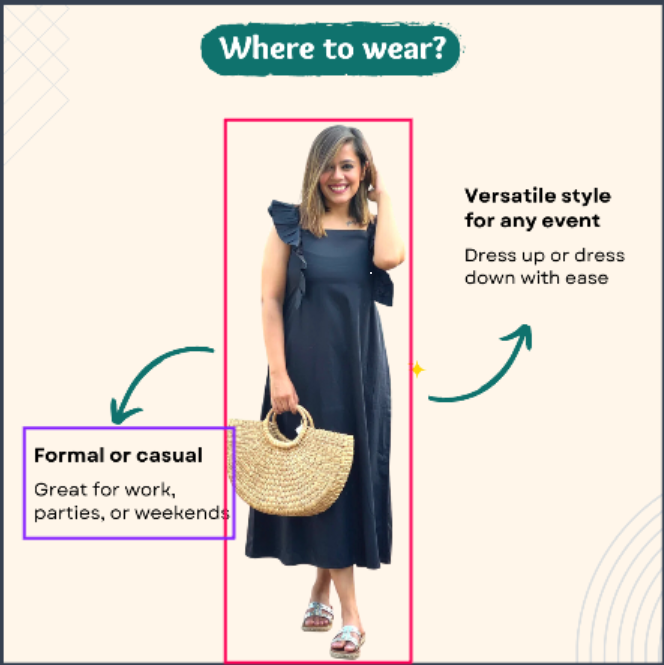 Where to wear?
Versatile style
for any event
Dress up or dress
down with ease
Formal or casual
Great for work,
parties, or weekends